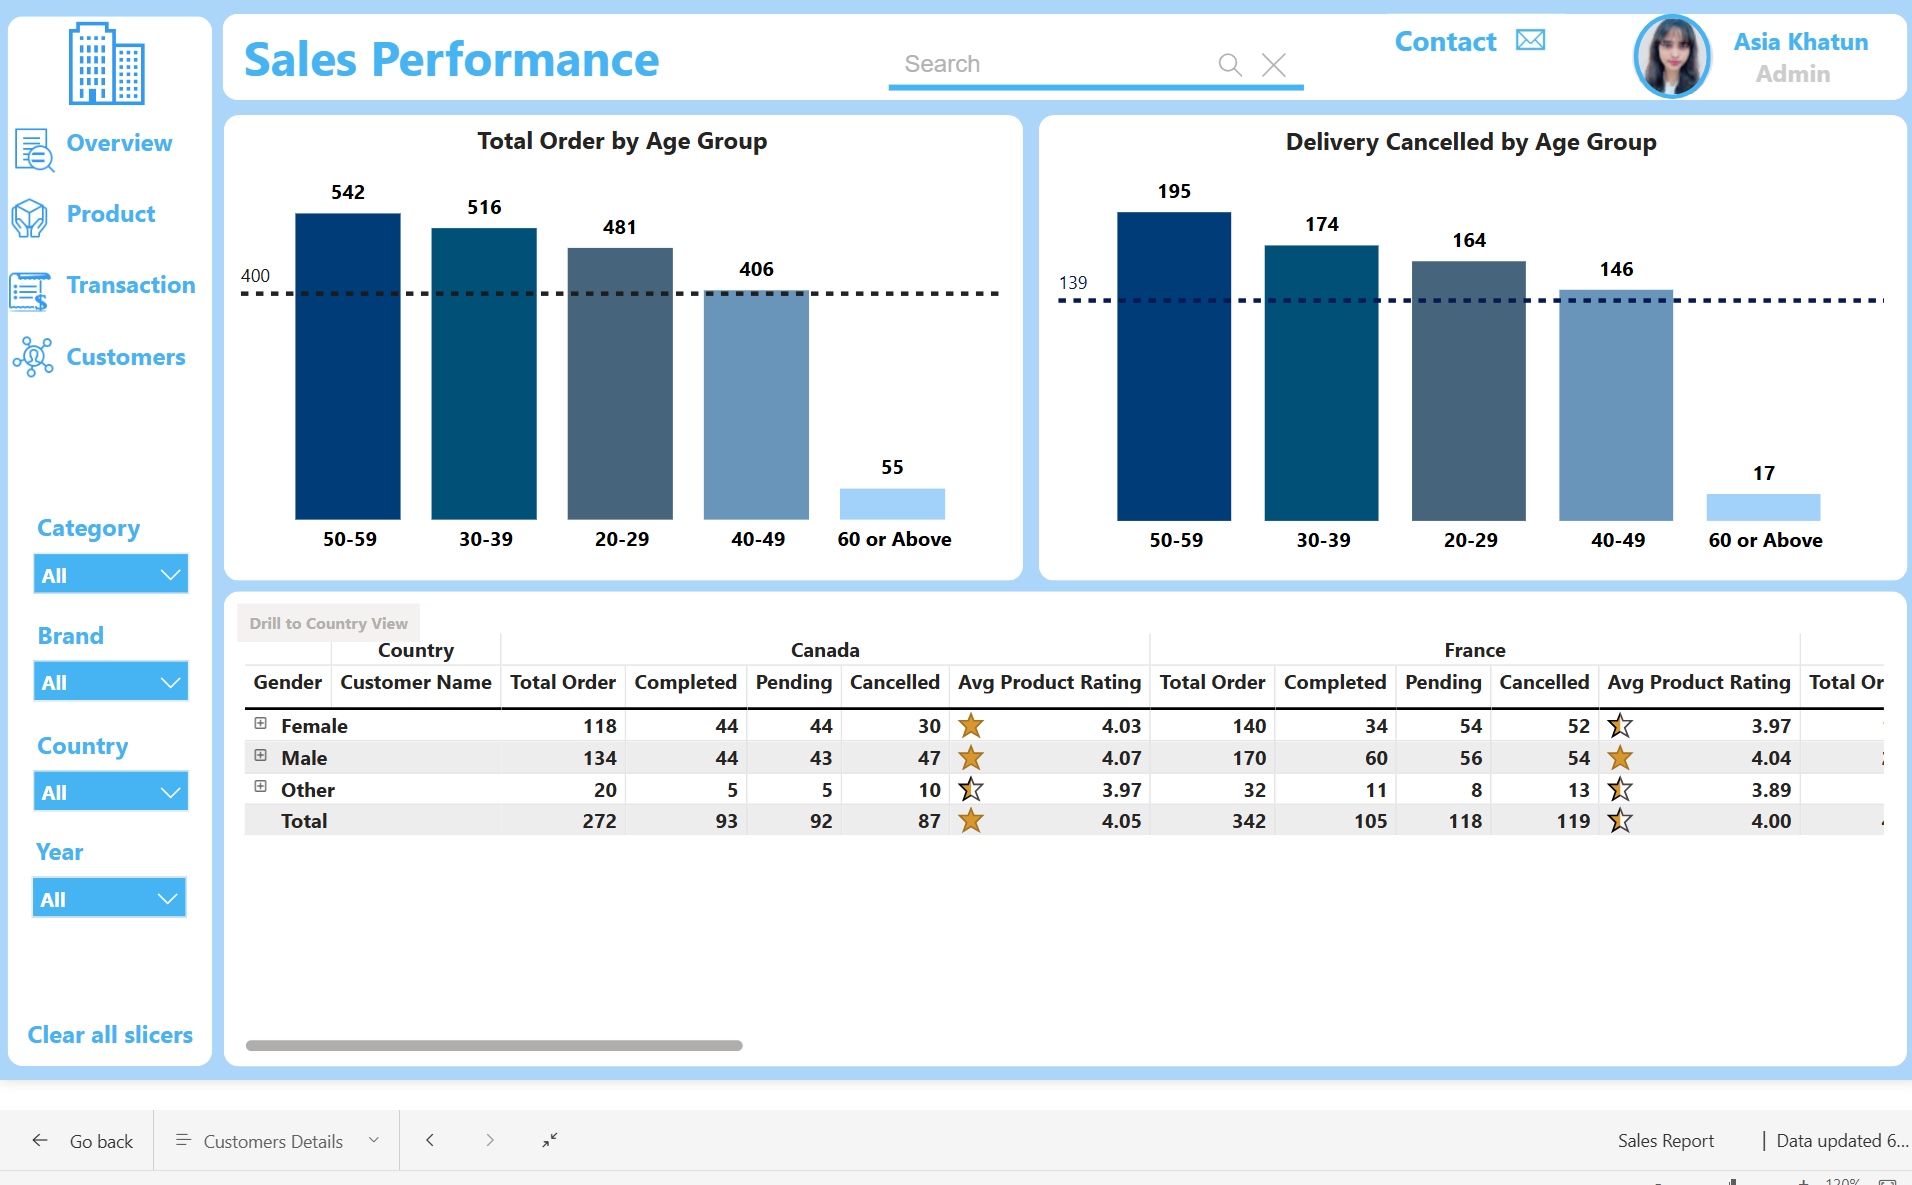 Sales Performance
Search
Contact
Asia Khatun
Admin
Overview
Product
Transaction
Customers
Category
All
Brand
All
Country
All
Year
All
Clear all slicers
Total Order by Age Group
542
516
481
406
55
400
50-59 30-39 20-29 40-49 60 or Above
Delivery Cancelled by Age Group
195
174
164
146
17
139
50-59 30-39 20-29 40-49 60 or Above
Drill to Country View
Country Canada France
Gender Customer Name Total Order Completed Pending Cancelled Avg Product Rating Total Order Completed Pending Cancelled Avg Product Rating Total Or
Female 118 44 44 30 4.03 140 34 54 52 3.97
Male 134 44 43 47 4.07 170 60 56 54 4.04
Other 20 5 5 10 3.97 32 11 8 13 3.89
Total 272 93 92 87 4.05 342 105 118 119 4.00
Go back
Customers Details
Sales Report | Data updated 6...
120%